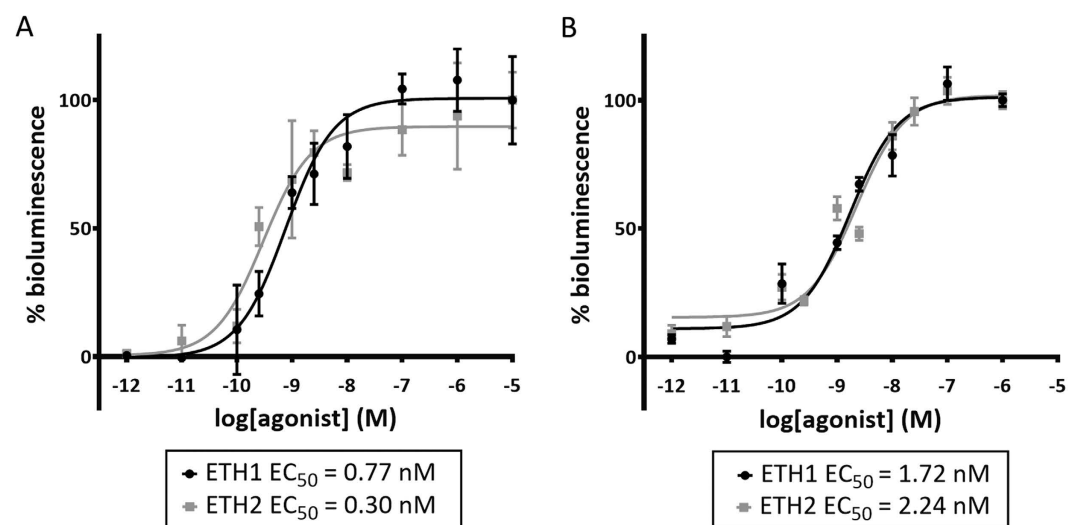 A
% bioluminescence
100
50
0
-12 -11 -10 -9 -8 -7 -6 -5
log[agonist] (M)
ETH1 EC50 = 0.77 nM
ETH2 EC50 = 0.30 nM
B
% bioluminescence
100
50
0
-12 -11 -10 -9 -8 -7 -6 -5
log[agonist] (M)
ETH1 EC50 = 1.72 nM
ETH2 EC50 = 2.24 nM